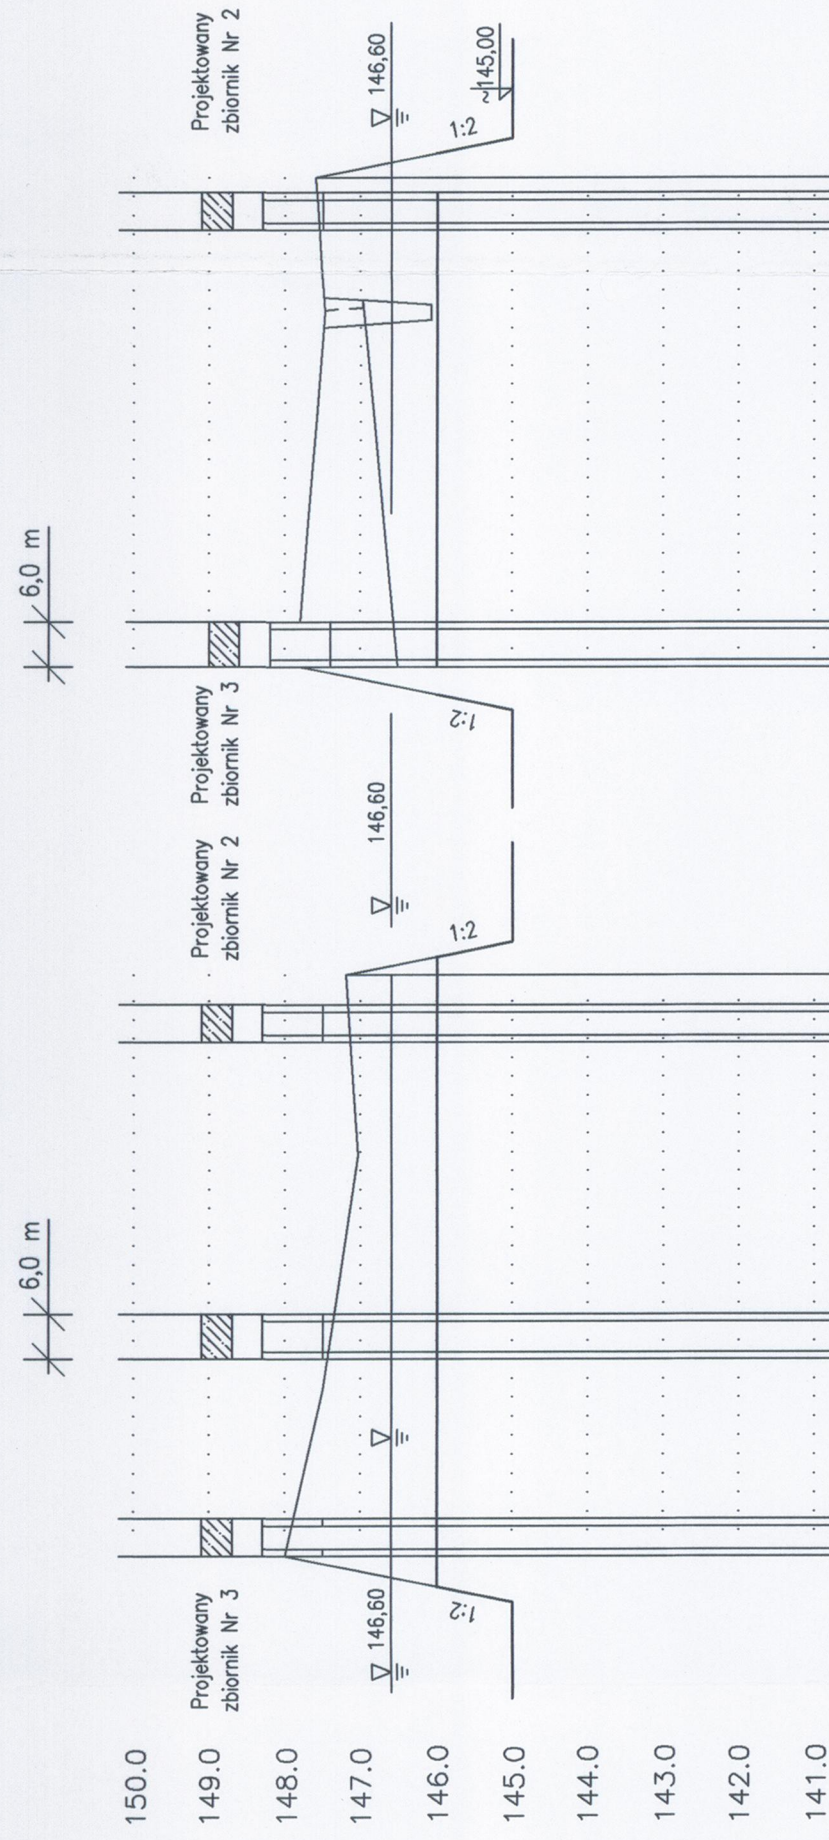 6,0 m
6,0 m
Projektowany
zbiornik Nr 3
Projektowany
zbiornik Nr 2
Projektowany
zbiornik Nr 3
Projektowany
zbiornik Nr 2
146,60
146,60
146,60
1:2
1:2
1:2
1:2
~145,00
150.0
149.0
148.0
147.0
146.0
145.0
144.0
143.0
142.0
141.0